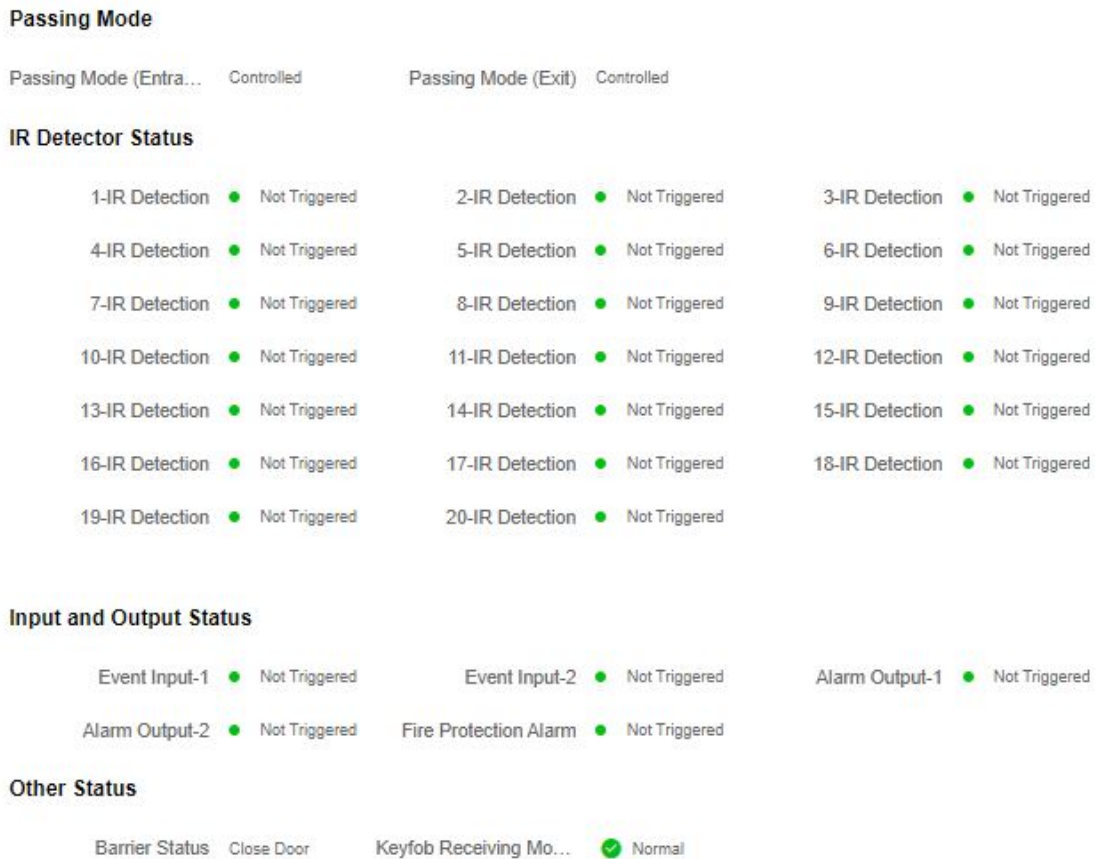 Passing Mode
Passing Mode (Entra... Controlled Passing Mode (Exit) Controlled
IR Detector Status
1-IR Detection Not Triggered 2-IR Detection Not Triggered 3-IR Detection Not Triggered
4-IR Detection Not Triggered 5-IR Detection Not Triggered 6-IR Detection Not Triggered
7-IR Detection Not Triggered 8-IR Detection Not Triggered 9-IR Detection Not Triggered
10-IR Detection Not Triggered 11-IR Detection Not Triggered 12-IR Detection Not Triggered
13-IR Detection Not Triggered 14-IR Detection Not Triggered 15-IR Detection Not Triggered
16-IR Detection Not Triggered 17-IR Detection Not Triggered 18-IR Detection Not Triggered
19-IR Detection Not Triggered 20-IR Detection Not Triggered
Input and Output Status
Event Input-1 Not Triggered Event Input-2 Not Triggered Alarm Output-1 Not Triggered
Alarm Output-2 Not Triggered Fire Protection Alarm Not Triggered
Other Status
Barrier Status Close Door Keyfob Receiving Mo... Normal